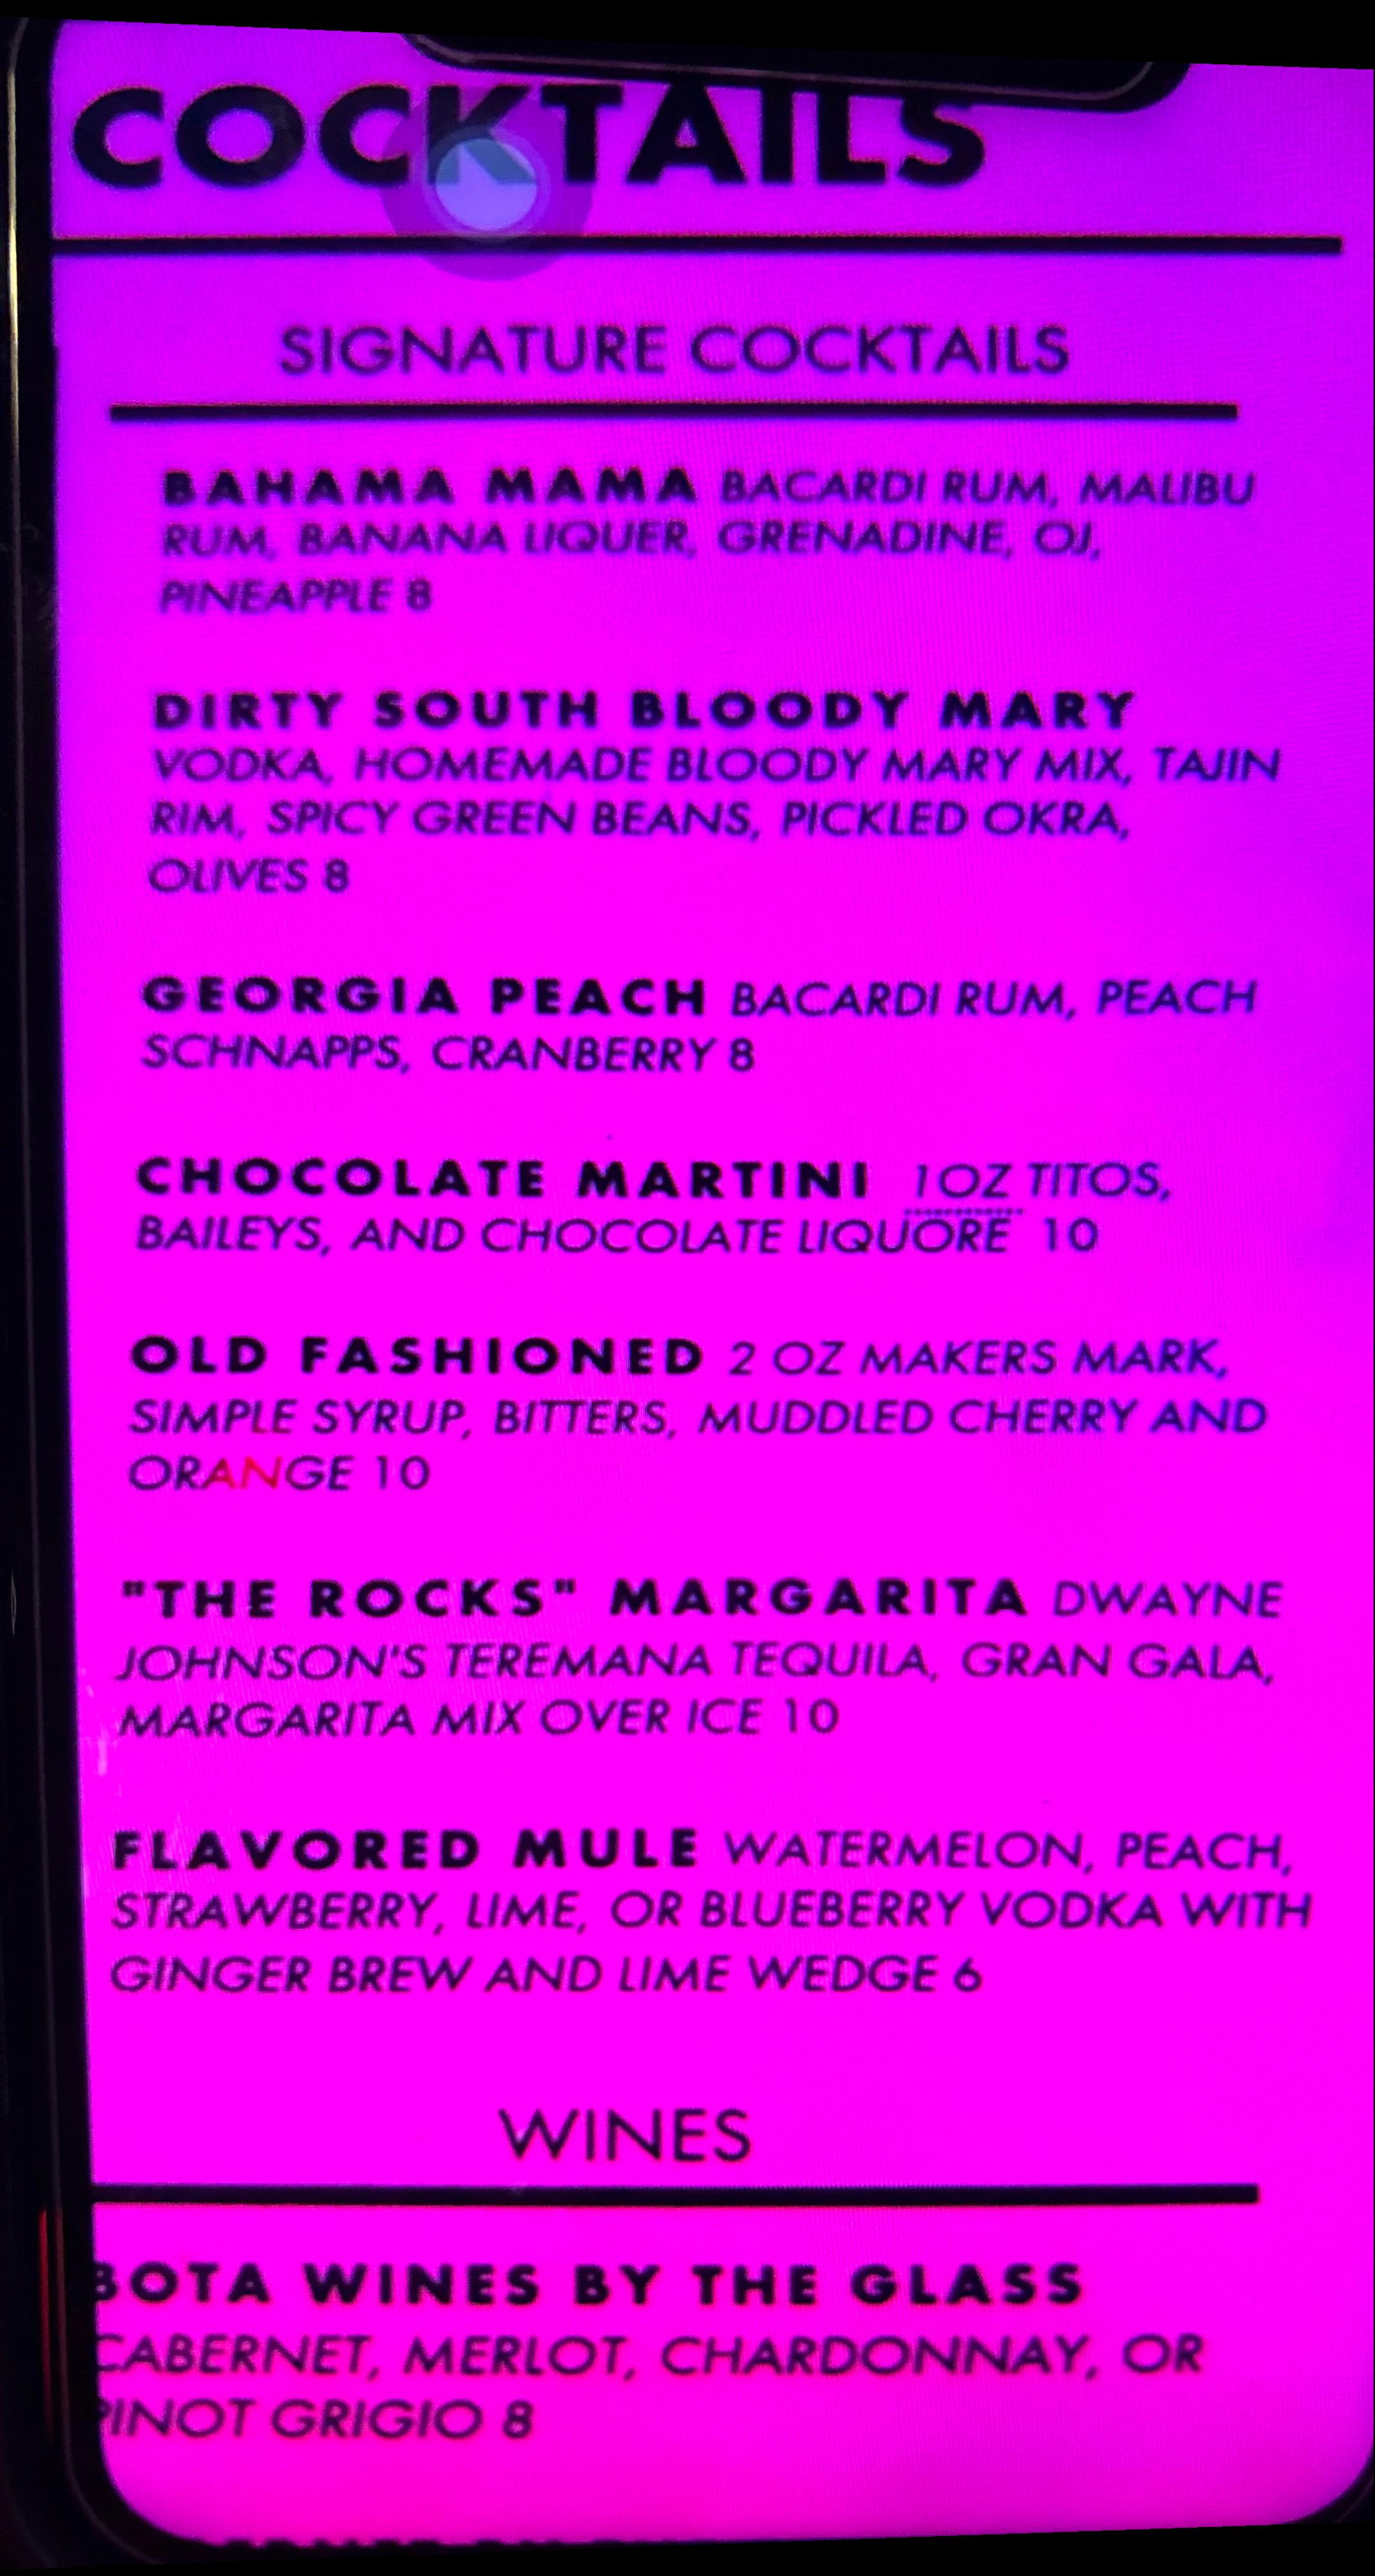 COCKTAILS
SIGNATURE COCKTAILS
BAHAMA MAMA BACARDI RUM, MALIBU
RUM, BANANA LIQUER, GRENADINE, OJ,
PINEAPPLE 8
DIRTY SOUTH BLOODY MARY
VODKA, HOMEMADE BLOODY MARY MIX, TAJIN
RIM, SPICY GREEN BEANS, PICKLED OKRA,
OLIVES 8
GEORGIA PEACH BACARDI RUM, PEACH
SCHNAPPS, CRANBERRY 8
CHOCOLATE MARTINI 1OZ TITOS,
BAILEYS, AND CHOCOLATE LIQUORE 10
OLD FASHIONED 2 OZ MAKERS MARK,
SIMPLE SYRUP, BITTERS, MUDDLED CHERRY AND
ORANGE 10
"THE ROCKS" MARGARITA DWAYNE
JOHNSON'S TEREMANA TEQUILA, GRAN GALA,
MARGARITA MIX OVER ICE 10
FLAVORED MULE WATERMELON, PEACH,
STRAWBERRY, LIME, OR BLUEBERRY VODKA WITH
GINGER BREW AND LIME WEDGE 6
WINES
BOTA WINES BY THE GLASS
CABERNET, MERLOT, CHARDONNAY, OR
PINOT GRIGIO 8